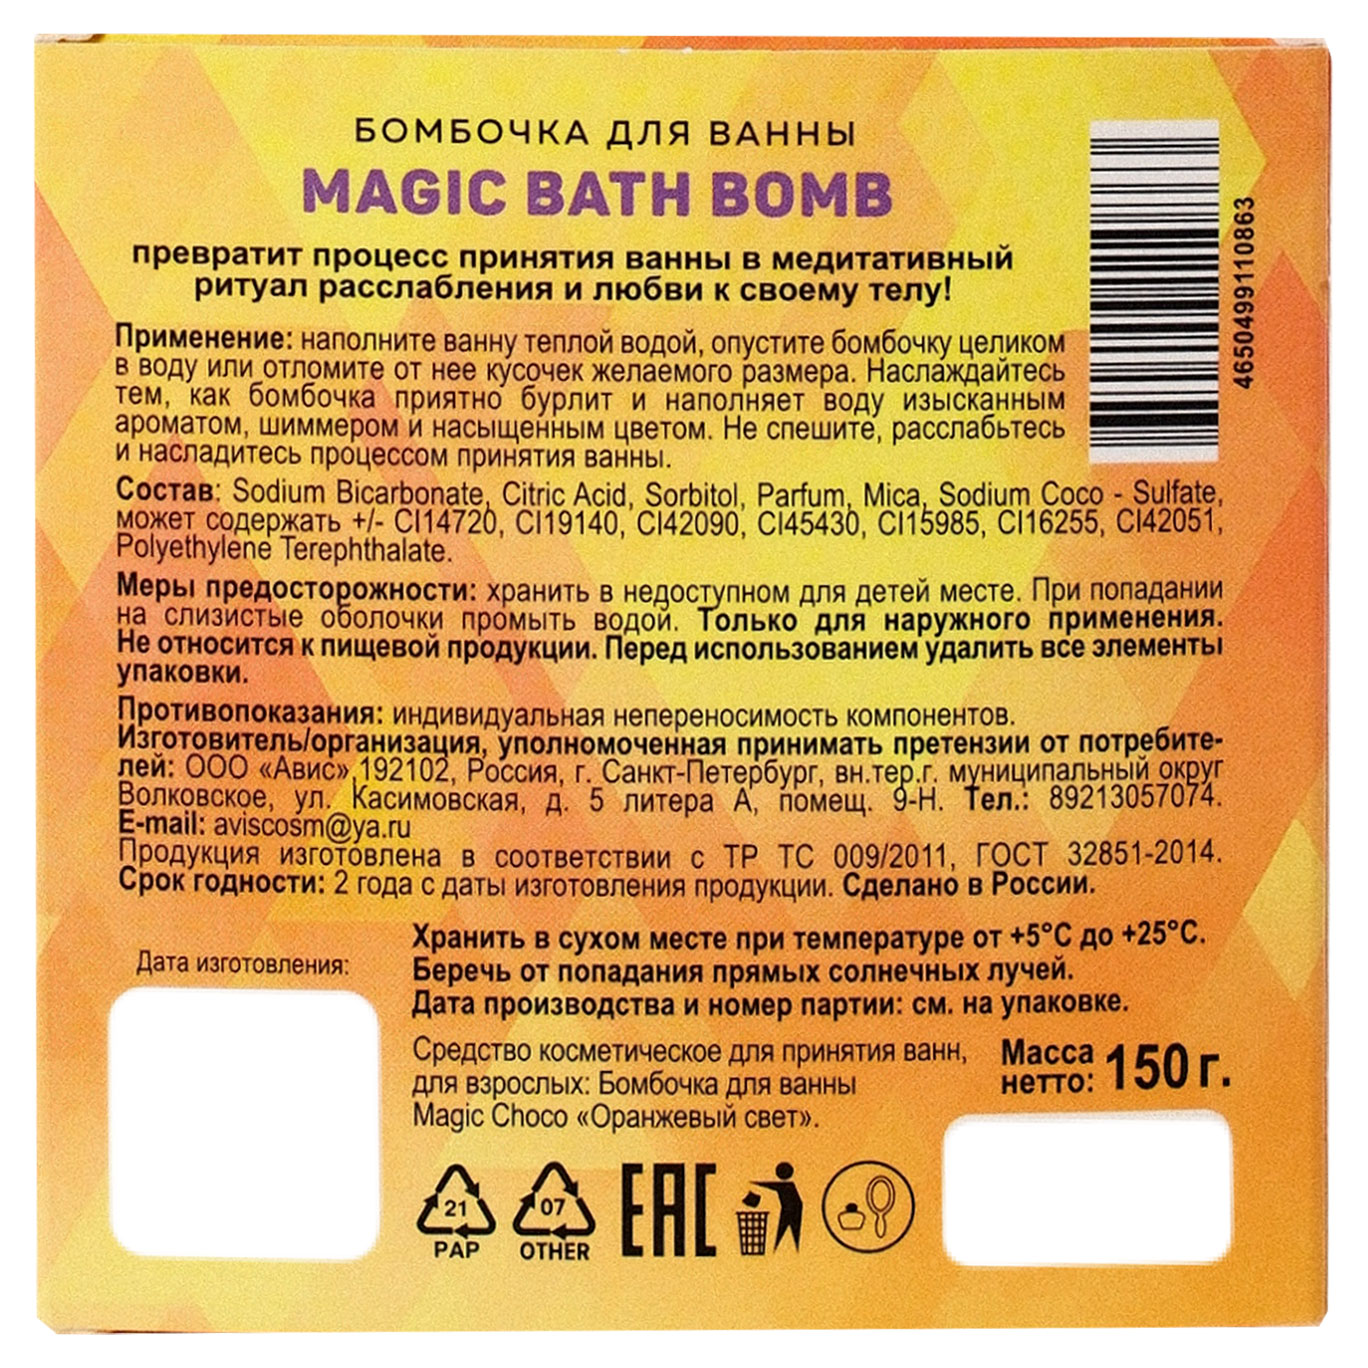 БОМБОЧКА ДЛЯ ВАННЫ
MAGIC BATH BOMB
превратит процесс принятия ванны в медитативный
ритуал расслабления и любви к своему телу!
4650499110863
Применение: наполните ванну теплой водой, опустите бомбочку целиком
в воду или отломите от нее кусочек желаемого размера. Наслаждайтесь
тем, как бомбочка приятно бурлит и наполняет воду изысканным
ароматом, шиммером и насыщенным цветом. Не спешите, расслабьтесь
и насладитесь процессом принятия ванны.
Состав: Sodium Bicarbonate, Citric Acid, Sorbitol, Parfum, Mica, Sodium Coco - Sulfate,
может содержать +/- CI14720, CI19140, CI42090, CI45430, CI15985, CI16255, CI42051,
Polyethylene Terephthalate.
Меры предосторожности: хранить в недоступном для детей месте. При попадании
на слизистые оболочки промыть водой. Только для наружного применения.
Не относится к пищевой продукции. Перед использованием удалить все элементы
упаковки.
Противопоказания: индивидуальная непереносимость компонентов.
Изготовитель/организация, уполномоченная принимать претензии от потребите-
лей: ООО «Авис» 192102, Россия, г. Санкт-Петербург, вн.тер.г. муниципальный округ
Волковское, ул. Касимовская, д. 5 литера А, помещ. 9-Н. Тел.: 89213057074.
E-mail: aviscosm@ya.ru
Продукция изготовлена в соответствии с ТР ТС 009/2011, ГОСТ 32851-2014.
Срок годности: 2 года с даты изготовления продукции. Сделано в России.
Дата изготовления:
Хранить в сухом месте при температуре от +5°C до +25°C.
Беречь от попадания прямых солнечных лучей.
Дата производства и номер партии: см. на упаковке.
Средство косметическое для принятия ванн,
для взрослых: Бомбочка для ванны
Magic Choco «Оранжевый свет».
Масса
нетто: 150 г.
21
PAP
07
OTHER
EAC